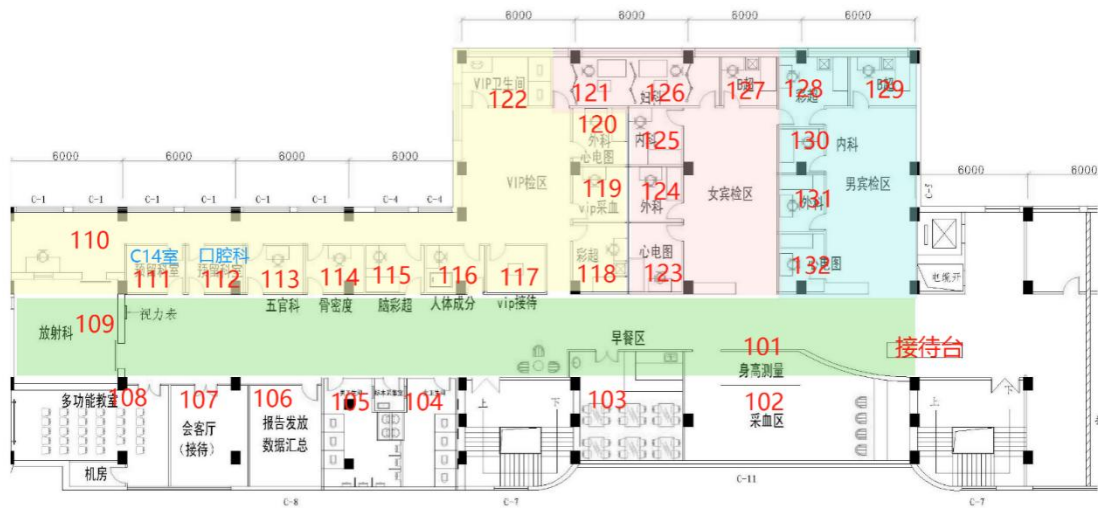 6000 6000 6000 6000
VIP卫生间
122
121
妇科
126
B超
127
128
彩超
B超
129
120
外科
心电图
内科
125
130
内科
6000 6000 6000 6000
6000 6000
VIP检区
119
vip采血
124
外科
女宾检区
131
外科
男宾检区
C-1 C-1 C-1 C-1 C-1 C-4 C-4
C-5
110
C14室
111
口腔科
112
113
五官科
114
骨密度
115
脑彩超
116
人体成分
117
vip接待
彩超
118
心电图
123
132
心电图
电缆井
放射科
109
视力表
早餐区
101
身高测量
接待台
108
多功能教室
107
会客厅
(接待)
106
报告发放
数据汇总
105
104
上 下
103
102
采血区
上 下
机房
C-8 C-7 C-11 C-7